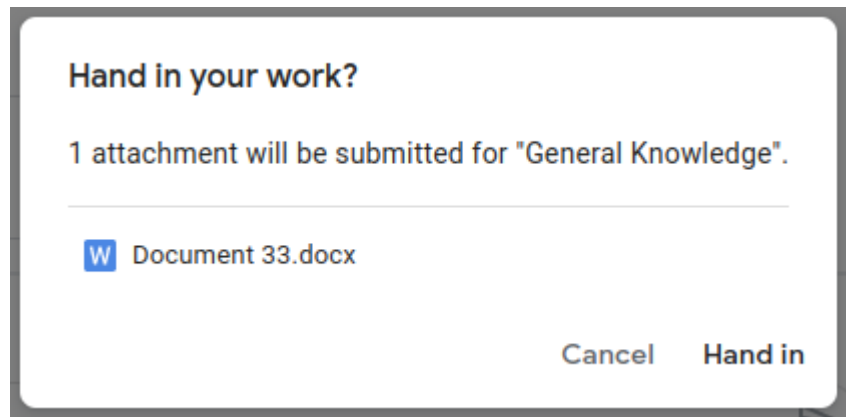 Hand in your work?
1 attachment will be submitted for "General Knowledge".
W Document 33.docx
Cancel Hand in